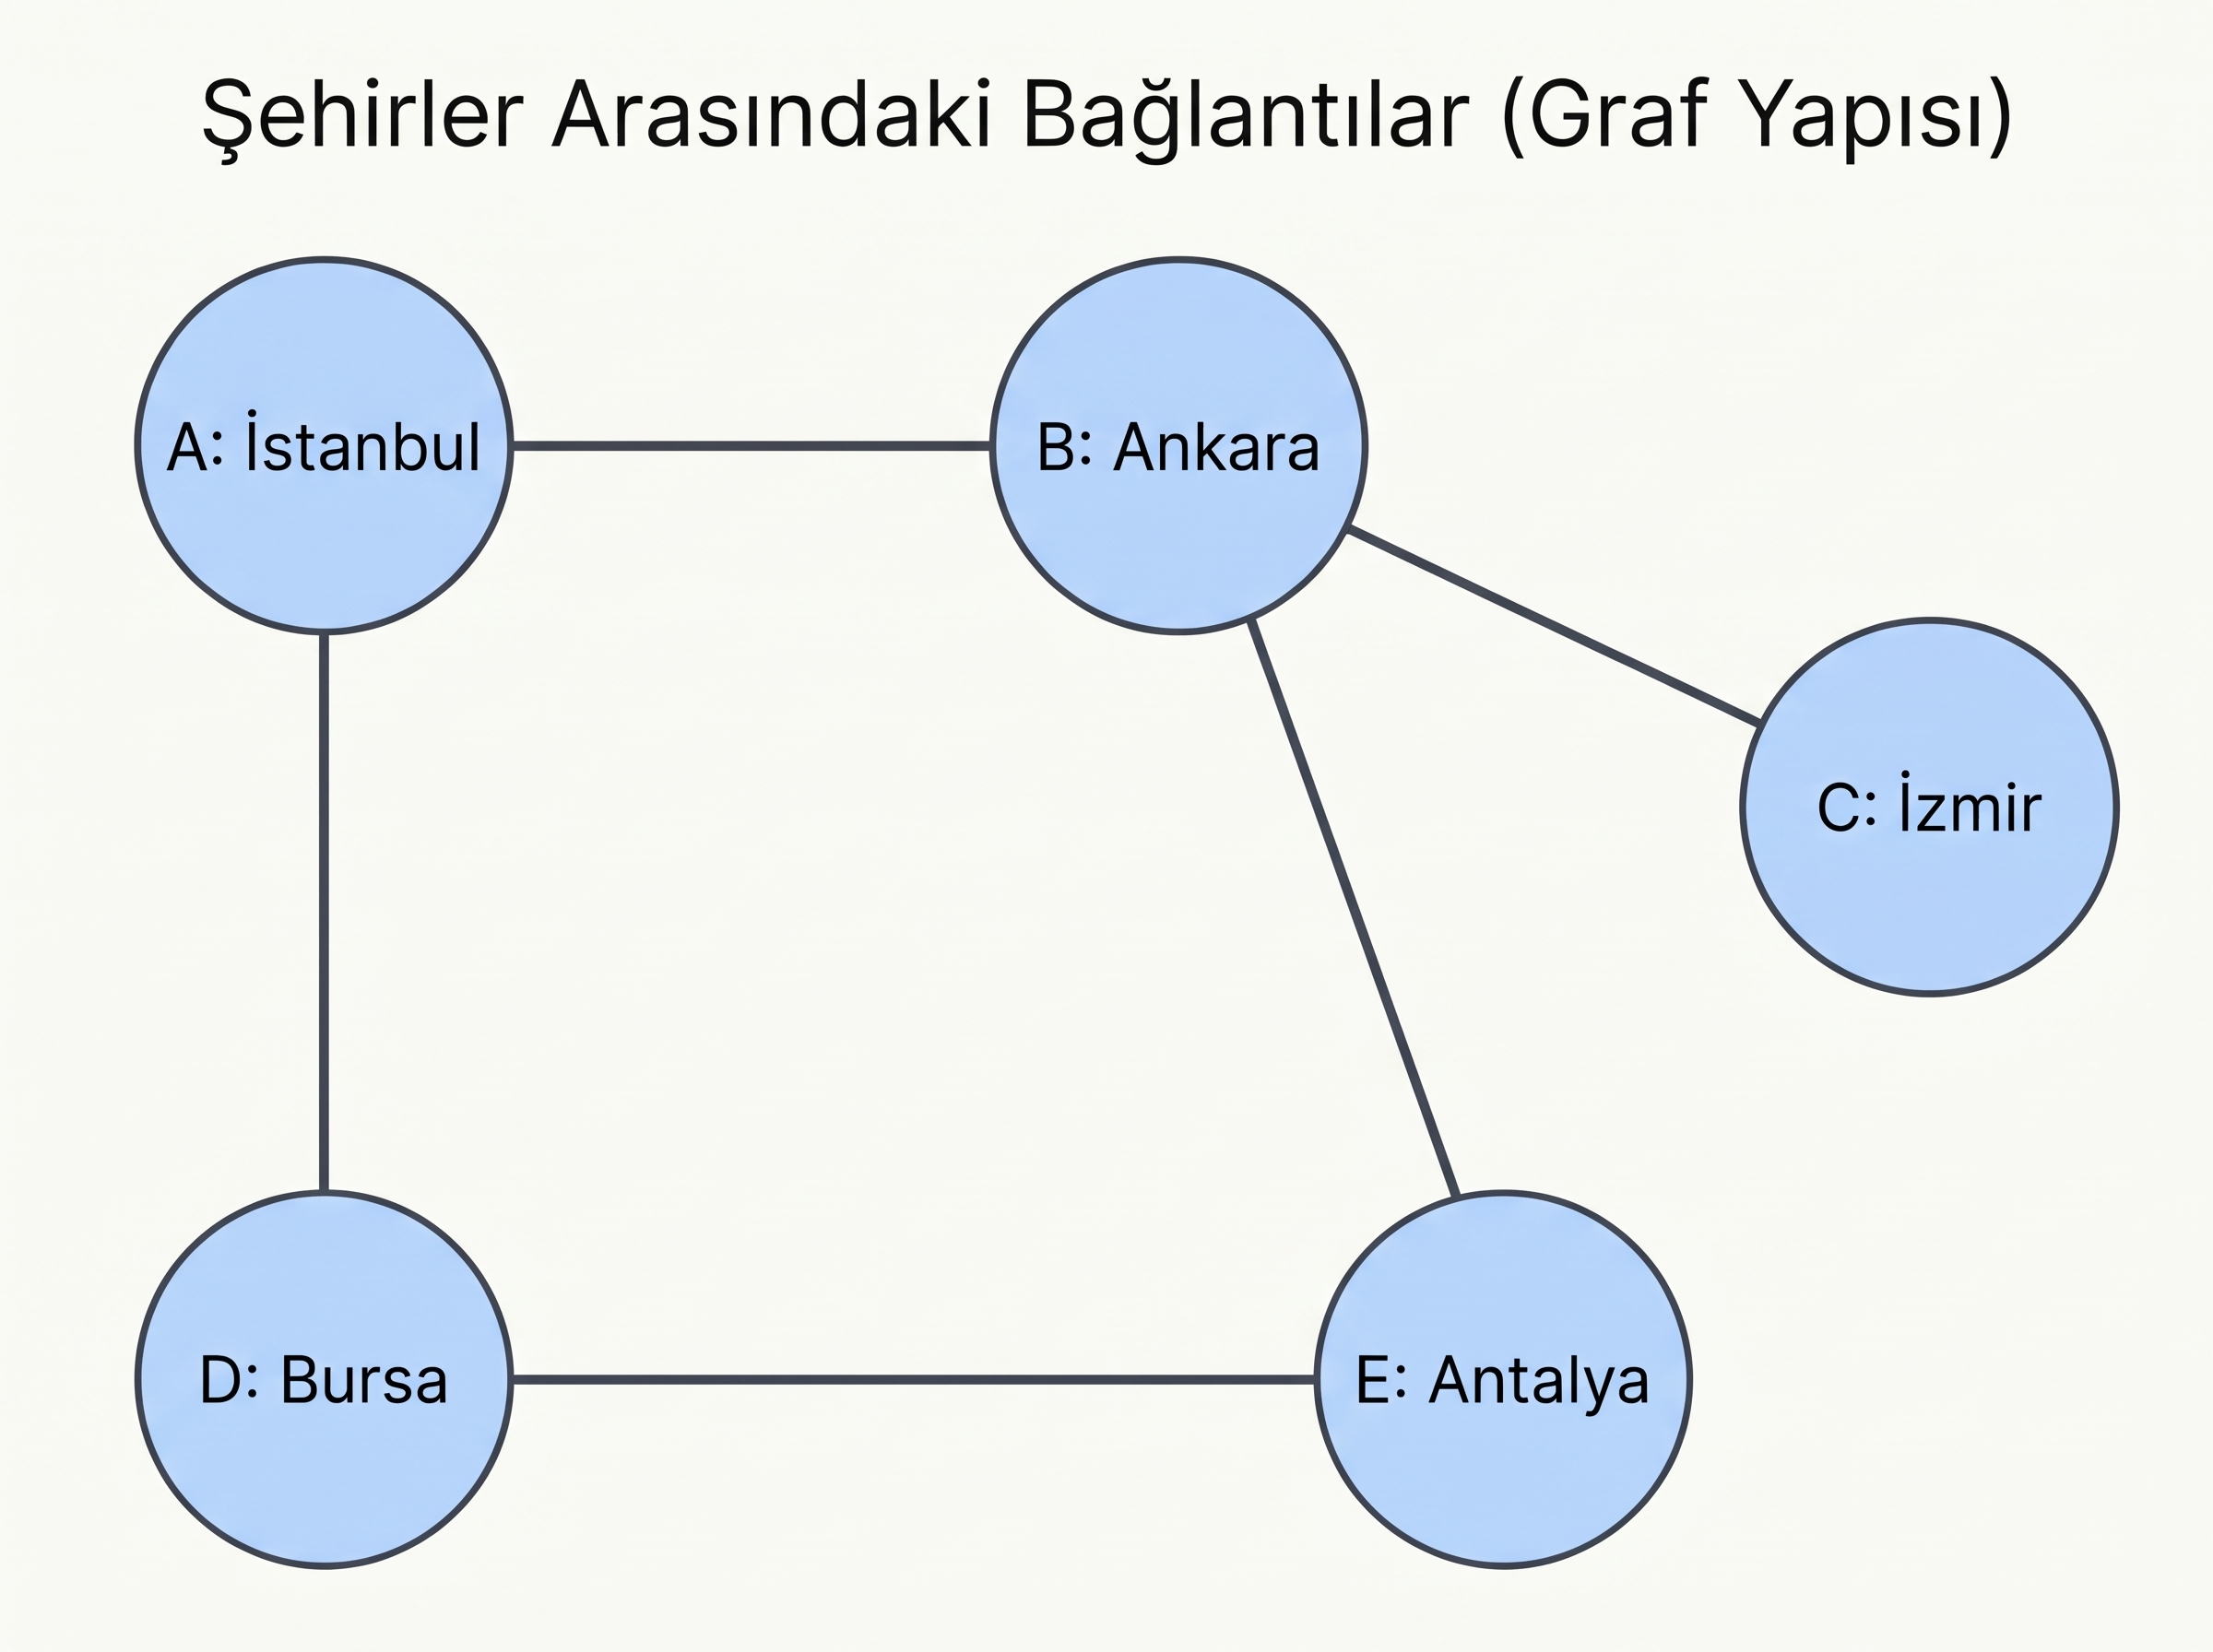 Şehirler Arasındaki Bağlantılar (Graf Yapısı)
A: İstanbul
B: Ankara
C: İzmir
D: Bursa
E: Antalya